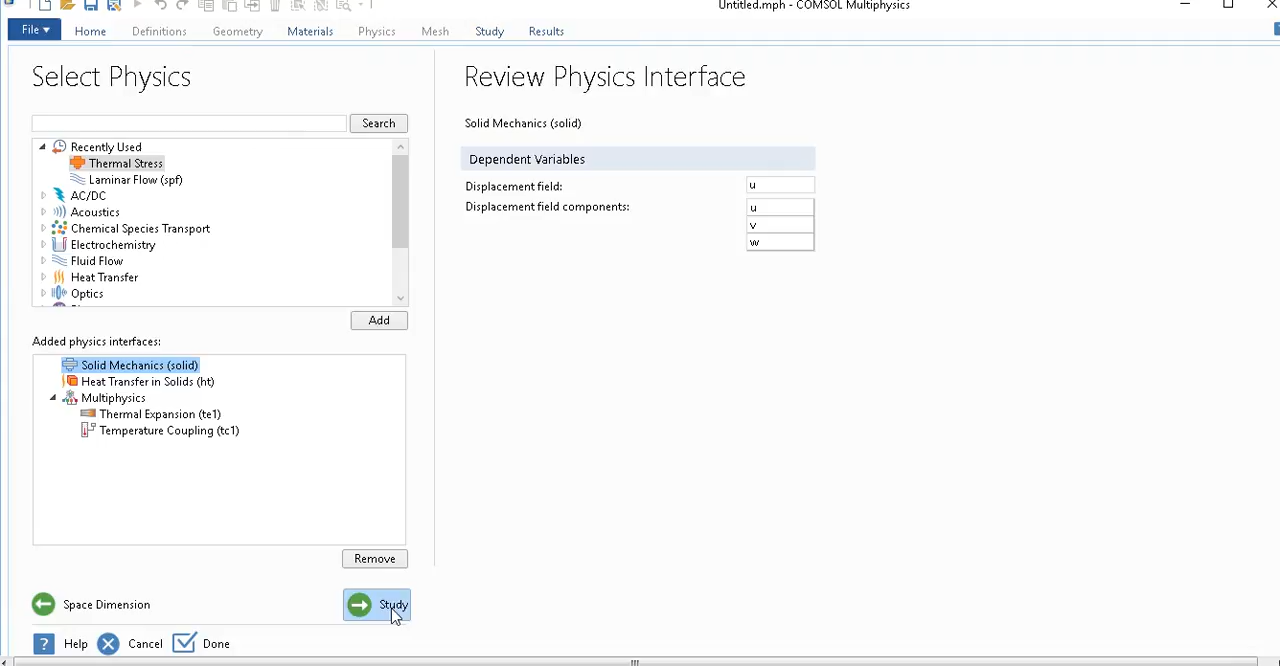 Untitled.mph - COMSOL Multiphysics
File Home Definitions Geometry Materials Physics Mesh Study Results
Select Physics
Search
Recently Used
Thermal Stress
Laminar Flow (spf)
AC/DC
Acoustics
Chemical Species Transport
Electrochemistry
Fluid Flow
Heat Transfer
Optics
Add
Added physics interfaces:
Solid Mechanics (solid)
Heat Transfer in Solids (ht)
Multiphysics
Thermal Expansion (te1)
Temperature Coupling (tc1)
Remove
Space Dimension
Study
? Help Cancel Done
Review Physics Interface
Solid Mechanics (solid)
Dependent Variables
Displacement field: u
Displacement field components: u
v
w